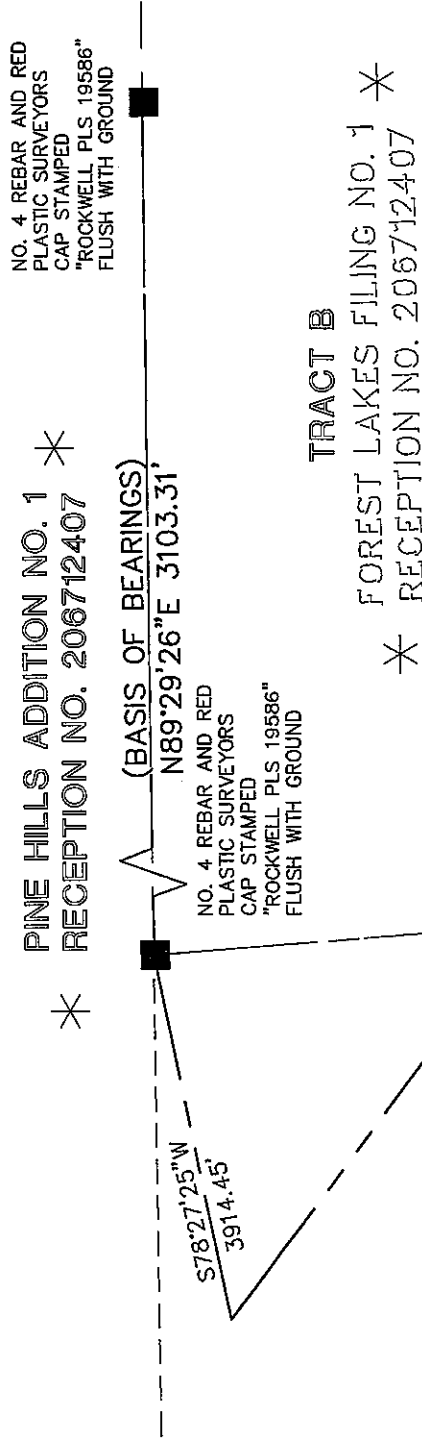 NO. 4 REBAR AND RED
PLASTIC SURVEYORS
CAP STAMPED
"ROCKWELL PLS 19586"
FLUSH WITH GROUND
PINE HILLS ADDITION NO. 1
* RECEPTION NO. 206712407 *
(BASIS OF BEARINGS)
N89°29'26"E 3103.31'
NO. 4 REBAR AND RED
PLASTIC SURVEYORS
CAP STAMPED
"ROCKWELL PLS 19586"
FLUSH WITH GROUND
S78°27'25"W
3914.45'
TRACT B
* FOREST LAKES FILING NO. 1 *
RECEPTION NO. 206712407